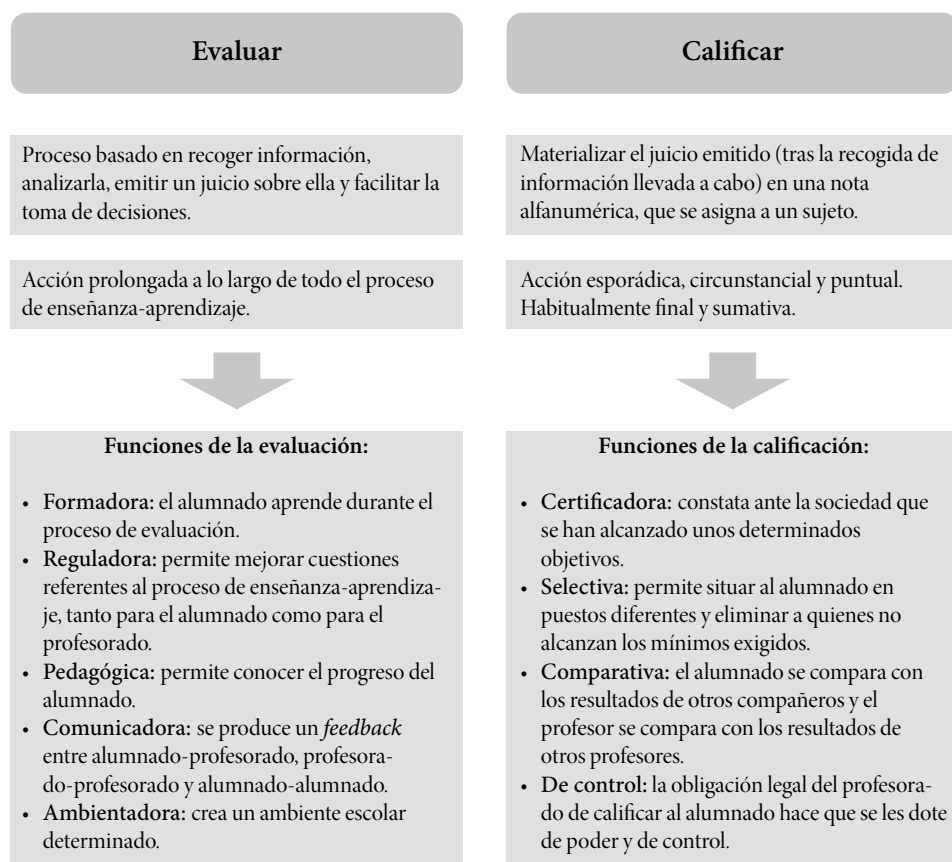 Evaluar
Proceso basado en recoger información,
analizarla, emitir un juicio sobre ella y facilitar la
toma de decisiones.
Acción prolongada a lo largo de todo el proceso
de enseñanza-aprendizaje.
Funciones de la evaluación:
• Formadora: el alumnado aprende durante el
proceso de evaluación.
• Reguladora: permite mejorar cuestiones
referentes al proceso de enseñanza-aprendiza-
je, tanto para el alumnado como para el
profesorado.
• Pedagógica: permite conocer el progreso del
alumnado.
• Comunicadora: se produce un feedback
entre alumnado-profesorado, profesora-
do-profesorado y alumnado-alumnado.
• Ambientadora: crea un ambiente escolar
determinado.
Calificar
Materializar el juicio emitido (tras la recogida de
información llevada a cabo) en una nota
alfanumérica, que se asigna a un sujeto.
Acción esporádica, circunstancial y puntual.
Habitualmente final y sumativa.
Funciones de la calificación:
• Certificadora: constata ante la sociedad que
se han alcanzado unos determinados
objetivos.
• Selectiva: permite situar al alumnado en
puestos diferentes y eliminar a quienes no
alcanzan los mínimos exigidos.
• Comparativa: el alumnado se compara con
los resultados de otros compañeros y el
profesor se compara con los resultados de
otros profesores.
• De control: la obligación legal del profesora-
do de calificar al alumnado hace que se les dote
de poder y de control.